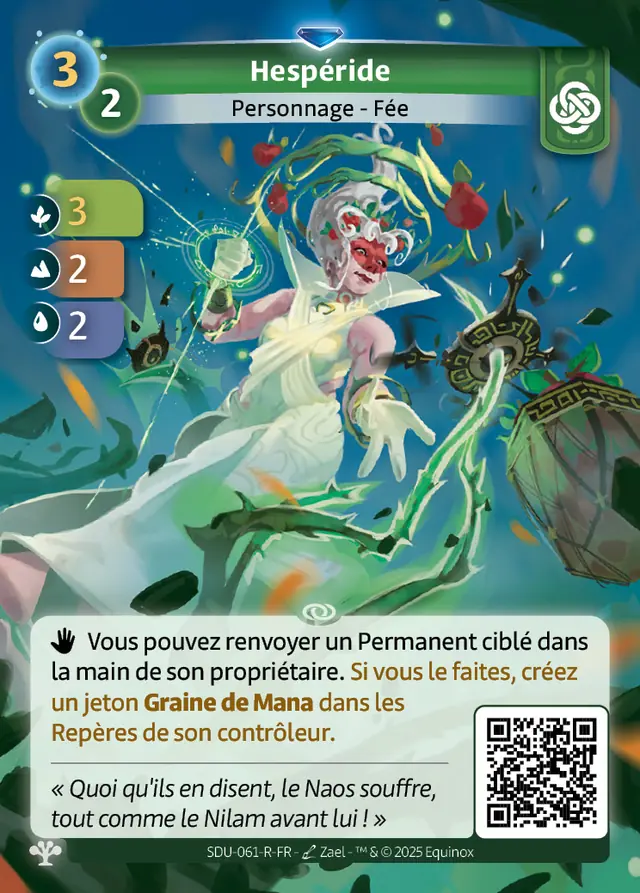 3
2
Hespéride
Personnage - Fée
3
2
2
Vous pouvez renvoyer un Permanent ciblé dans
la main de son propriétaire. Si vous le faites, créez
un jeton Graine de Mana dans les
Repères de son contrôleur.
« Quoi qu'ils en disent, le Naos souffre,
tout comme le Nilam avant lui ! »
SDU-061-R-FR - Zael - ™ & © 2025 Equinox